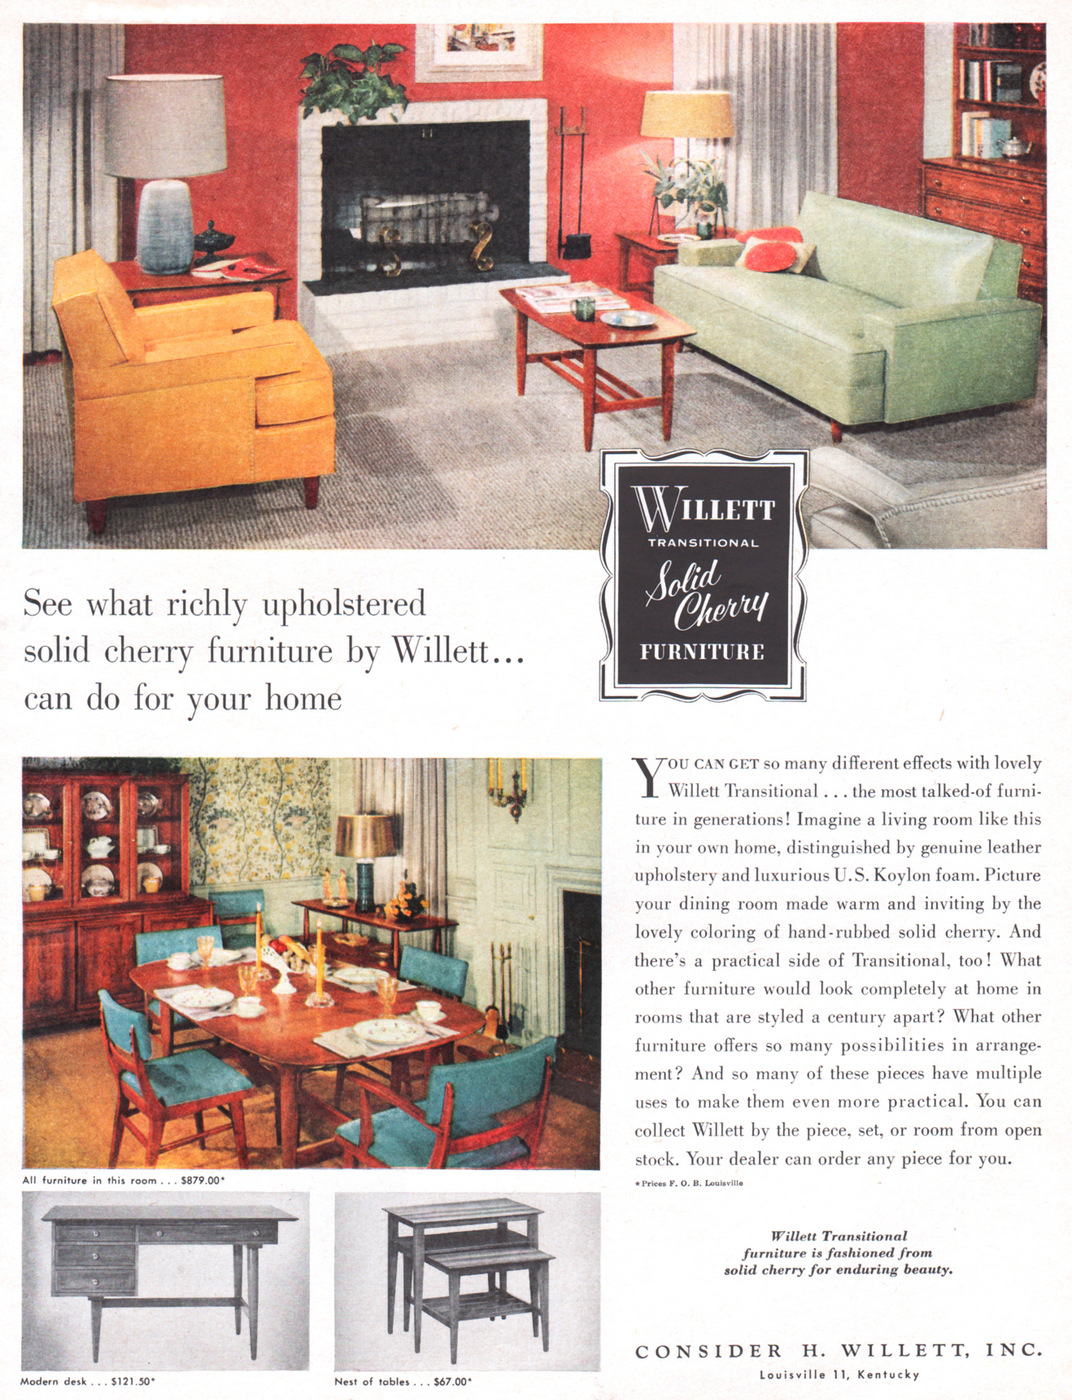 WILLETT
TRANSITIONAL
Solid
Cherry
FURNITURE
See what richly upholstered
solid cherry furniture by Willett...
can do for your home
YOU CAN GET so many different effects with lovely
Willett Transitional . . . the most talked-of furni-
ture in generations! Imagine a living room like this
in your own home, distinguished by genuine leather
upholstery and luxurious U.S. Koylon foam. Picture
your dining room made warm and inviting by the
lovely coloring of hand-rubbed solid cherry. And
there's a practical side of Transitional, too! What
other furniture would look completely at home in
rooms that are styled a century apart? What other
furniture offers so many possibilities in arrange-
ment? And so many of these pieces have multiple
uses to make them even more practical. You can
collect Willett by the piece, set, or room from open
stock. Your dealer can order any piece for you.
*Prices F. O. B. Louisville
All furniture in this room . . . $879.00*
Modern desk . . . $121.50*
Nest of tables . . . $67.00*
Willett Transitional
furniture is fashioned from
solid cherry for enduring beauty.
CONSIDER H. WILLETT, INC.
Louisville 11, Kentucky